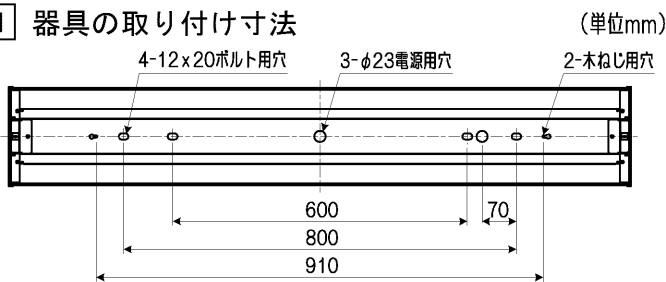 1 器具の取り付け寸法
(単位mm)
4-12x20ボルト用穴
3-φ23電源用穴
2-木ねじ用穴
600
70
800
910